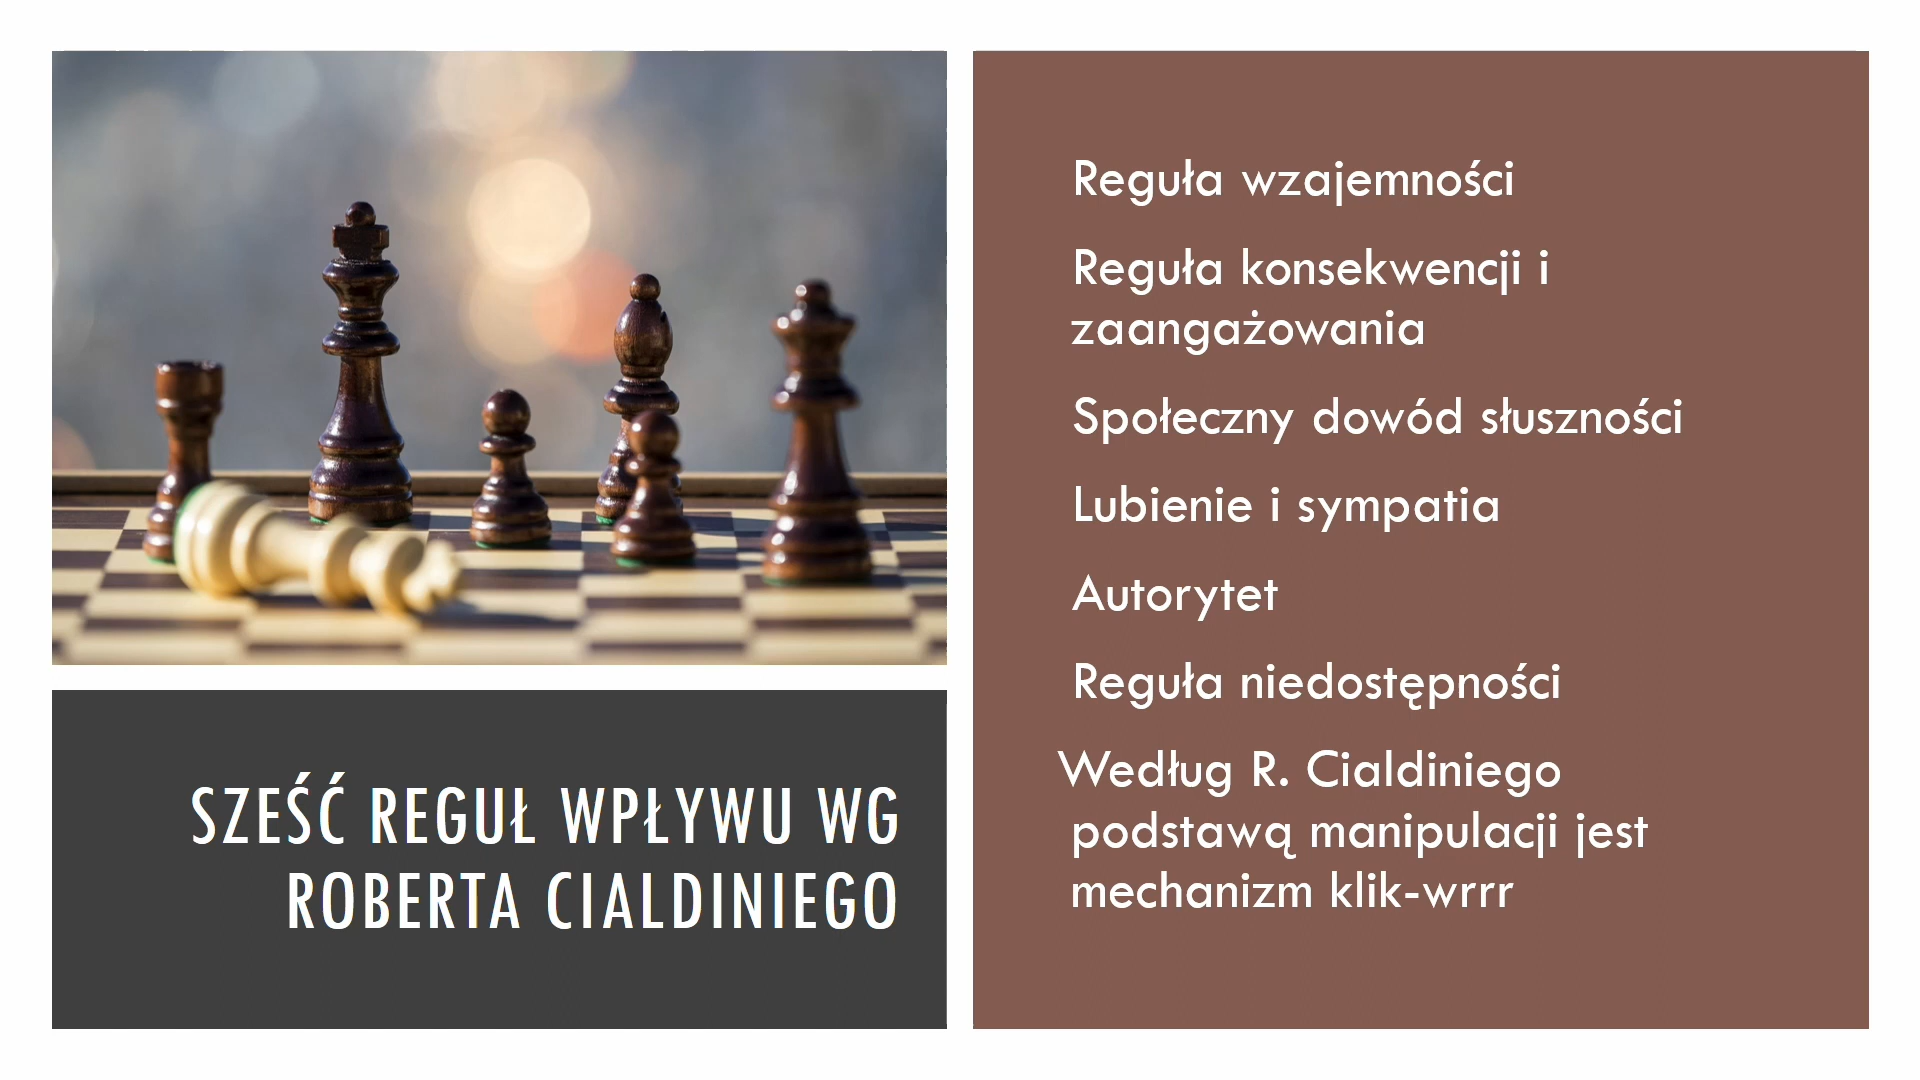 SZEŚĆ REGUŁ WPŁYWU WG
ROBERTA CIALDINIEGO
Reguła wzajemności
Reguła konsekwencji i
zaangażowania
Społeczny dowód słuszności
Lubienie i sympatia
Autorytet
Reguła niedostępności
Według R. Cialdiniego
podstawą manipulacji jest
mechanizm klik-wrrr